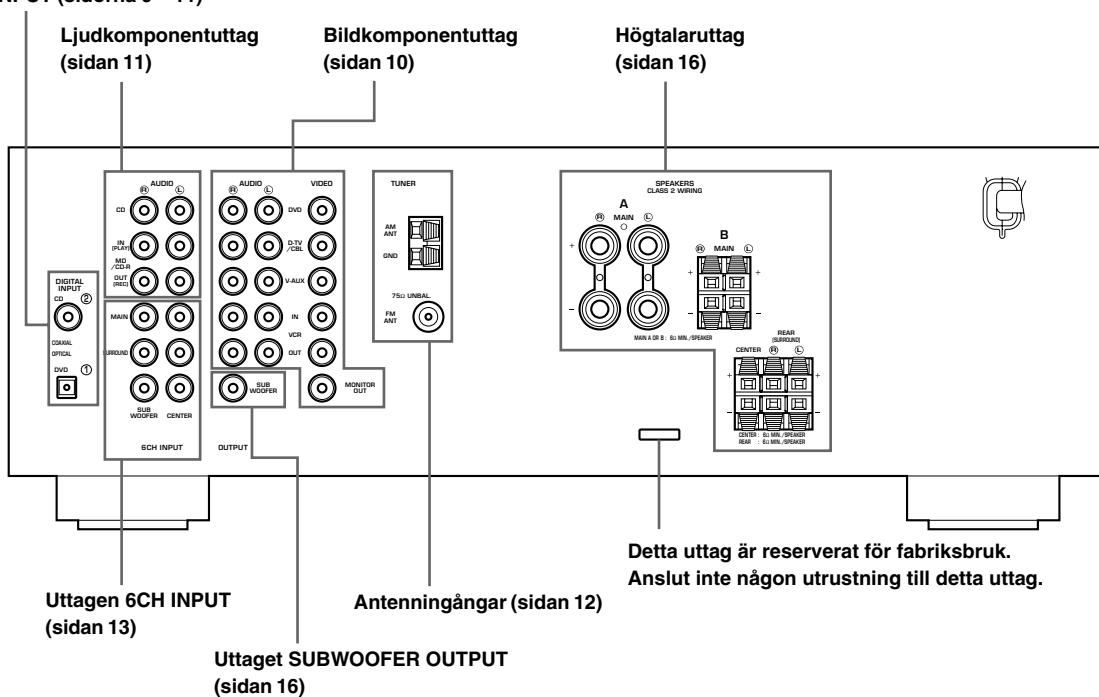 Ljudkomponentuttag
(sidan 11)
Bildkomponentuttag
(sidan 10)
Högtalaruttag
(sidan 16)
DIGITAL
INPUT
CD ②
COAXIAL
OPTICAL
DVD ①
AUDIO
R L
CD
IN
(PLAY)
MD
/CD-R
OUT
(REC)
MAIN
SURROUND
SUB
WOOFER
CENTER
6CH INPUT
AUDIO
R L
VIDEO
DVD
D-TV
/CBL
V-AUX
IN
VCR
OUT
SUB
WOOFER
MONITOR
OUT
OUTPUT
TUNER
AM
ANT
GND
75Ω UNBAL.
FM
ANT
SPEAKERS
CLASS 2 WIRING
A
R MAIN L
+
–
B
R MAIN L
+ +
– –
MAIN A OR B : 6Ω MIN./SPEAKER
REAR
(SURROUND)
CENTER R L
+ +
– –
CENTER : 6Ω MIN./SPEAKER
REAR : 6Ω MIN./SPEAKER
Detta uttag är reserverat för fabriksbruk.
Anslut inte någon utrustning till detta uttag.
Uttagen 6CH INPUT
(sidan 13)
Antenningångar (sidan 12)
Uttaget SUBWOOFER OUTPUT
(sidan 16)